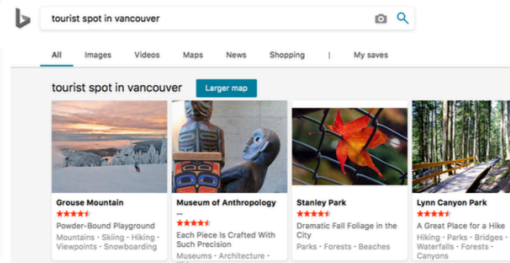 tourist spot in vancouver
All Images Videos Maps News Shopping | My saves
tourist spot in vancouver Larger map
Grouse Mountain
Powder-Bound Playground
Mountains · Skiing · Hiking ·
Viewpoints · Snowboarding
Museum of Anthropology
...
Each Piece Is Crafted With
Such Precision
Museums · Architecture ·
Stanley Park
Dramatic Fall Foliage in the
City
Parks · Forests · Beaches
Lynn Canyon Park
A Great Place for a Hike
Hiking · Parks · Bridges ·
Waterfalls · Forests ·
Canyons